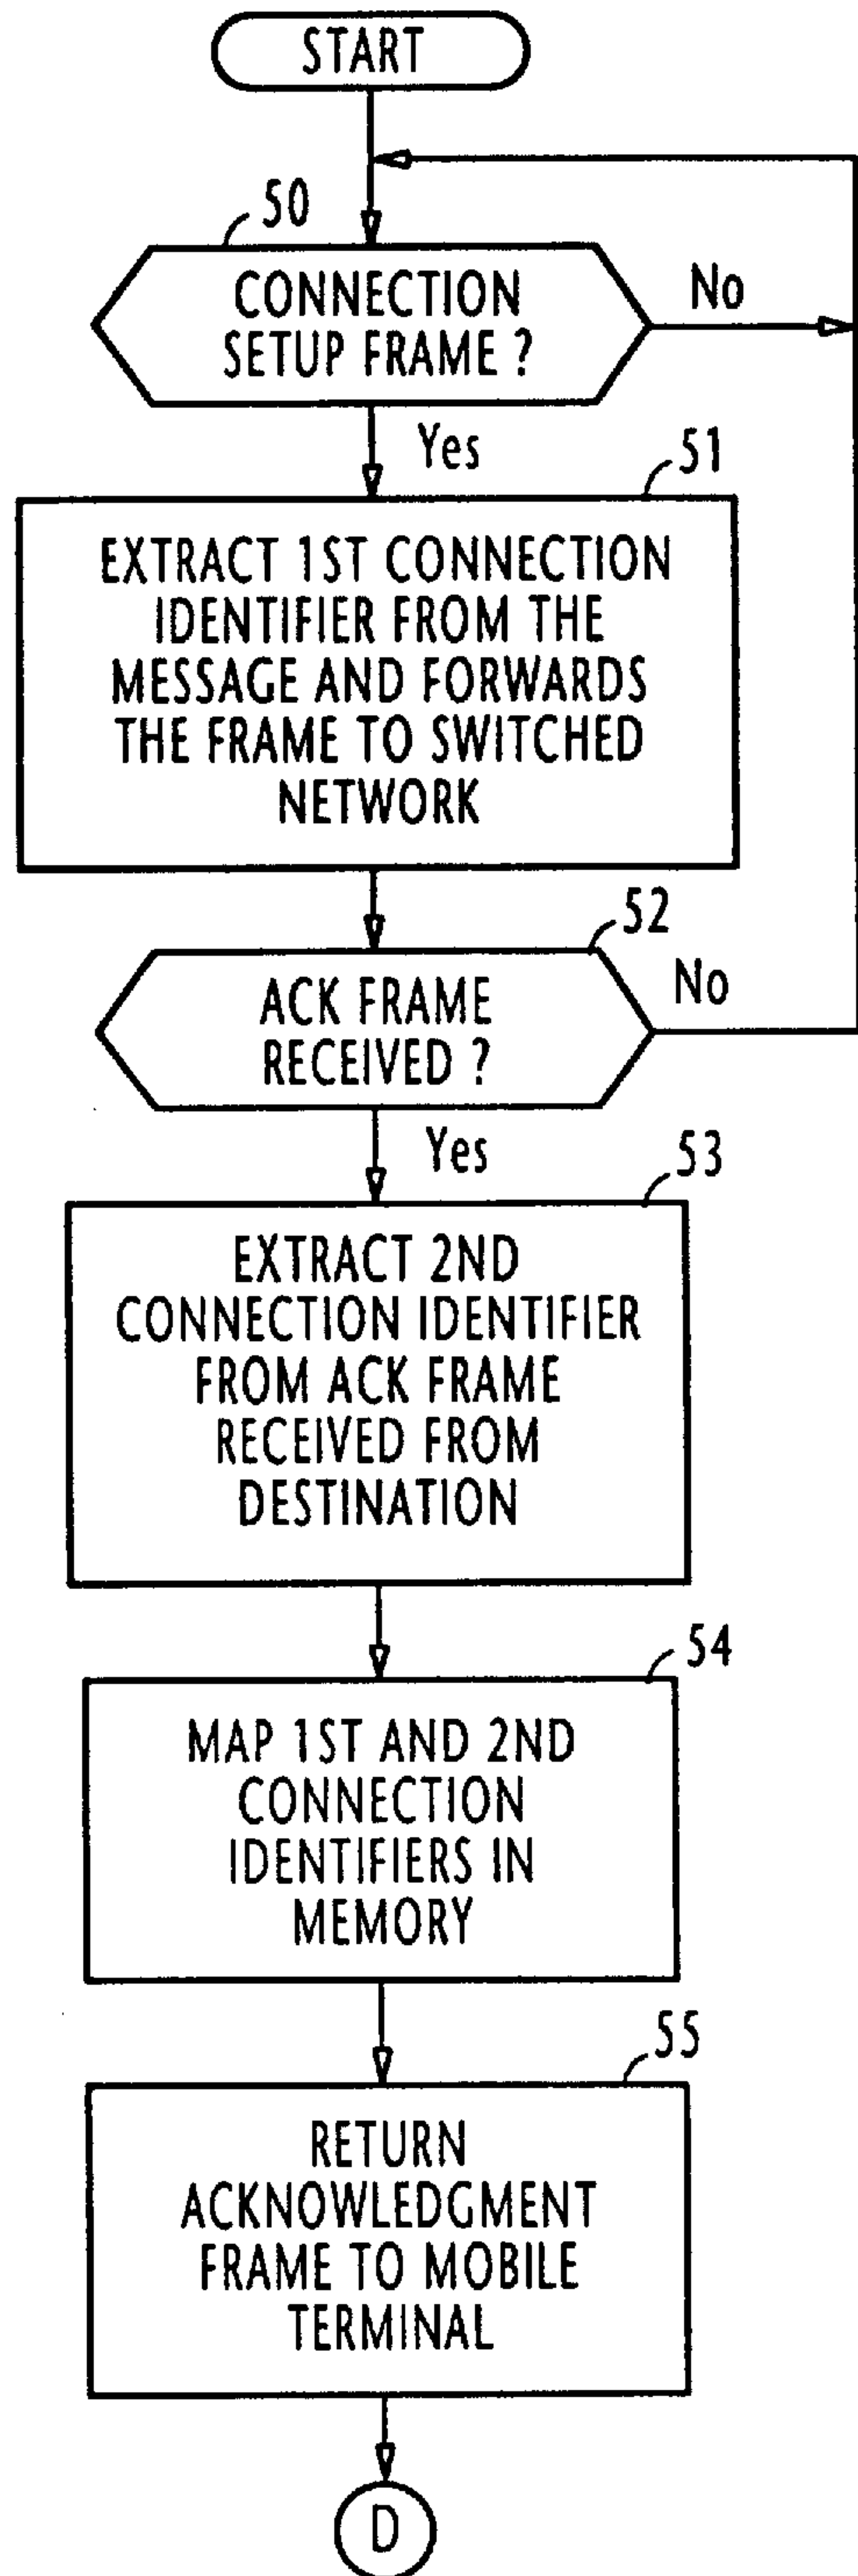 START
50
CONNECTION
SETUP FRAME ?
No
Yes
51
EXTRACT 1ST CONNECTION
IDENTIFIER FROM THE
MESSAGE AND FORWARDS
THE FRAME TO SWITCHED
NETWORK
52
ACK FRAME
RECEIVED ?
No
Yes
53
EXTRACT 2ND
CONNECTION IDENTIFIER
FROM ACK FRAME
RECEIVED FROM
DESTINATION
54
MAP 1ST AND 2ND
CONNECTION
IDENTIFIERS IN
MEMORY
55
RETURN
ACKNOWLEDGMENT
FRAME TO MOBILE
TERMINAL
D